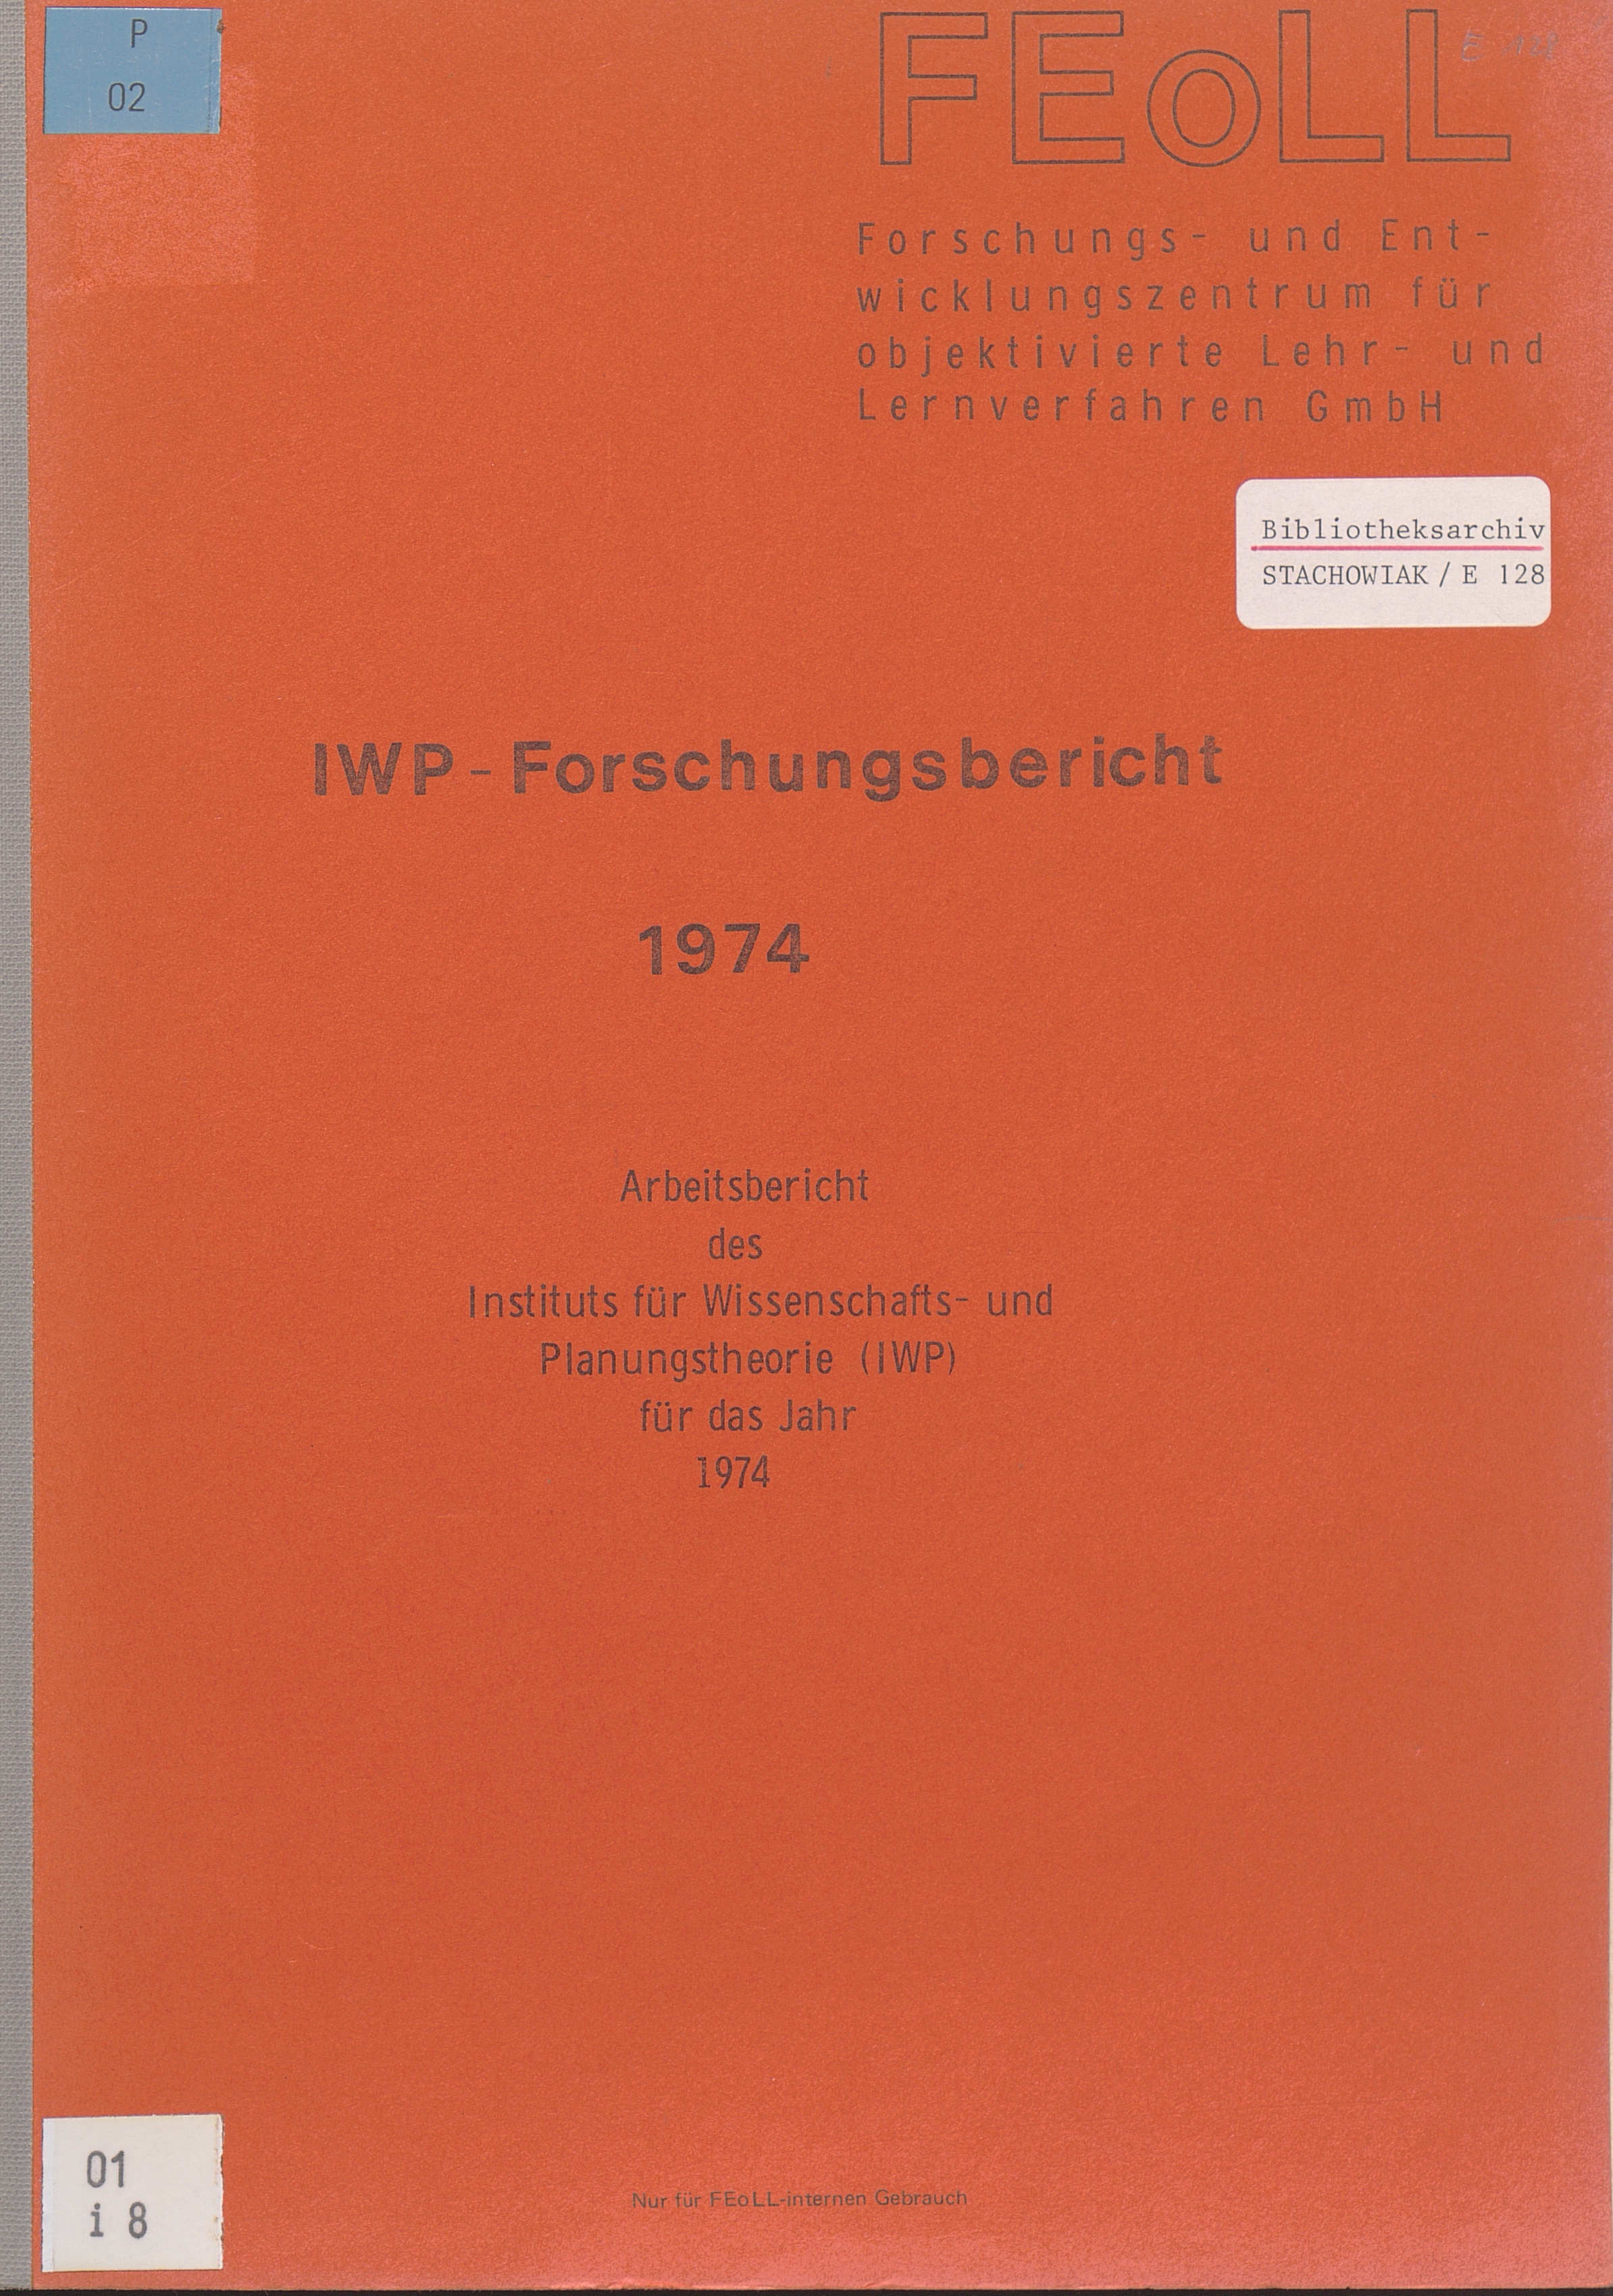 P
02
FEoLL
E 128
Forschungs- und Ent-
wicklungszentrum für
objektivierte Lehr- und
Lernverfahren GmbH
Bibliotheksarchiv
STACHOWIAK / E 128
IWP - Forschungsbericht
1974
Arbeitsbericht
des
Instituts für Wissenschafts- und
Planungstheorie (IWP)
für das Jahr
1974
01
i 8
Nur für FEoLL-internen Gebrauch